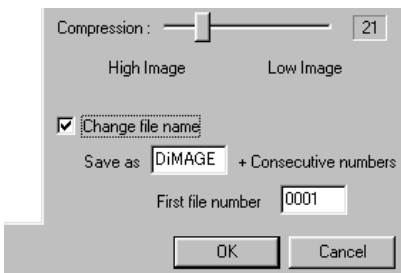 Compression : 21
High Image Low Image
Change file name
Save as DiMAGE + Consecutive numbers
First file number 0001
OK Cancel